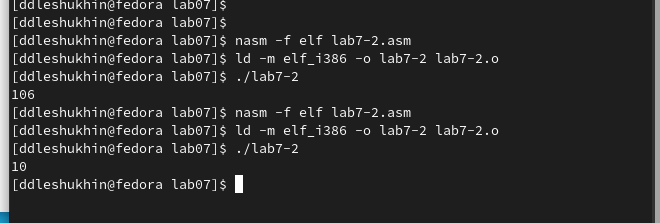 [ddleshukhin@fedora lab07]$
[ddleshukhin@fedora lab07]$
[ddleshukhin@fedora lab07]$ nasm -f elf lab7-2.asm
[ddleshukhin@fedora lab07]$ ld -m elf_i386 -o lab7-2 lab7-2.o
[ddleshukhin@fedora lab07]$ ./lab7-2
106
[ddleshukhin@fedora lab07]$ nasm -f elf lab7-2.asm
[ddleshukhin@fedora lab07]$ ld -m elf_i386 -o lab7-2 lab7-2.o
[ddleshukhin@fedora lab07]$ ./lab7-2
10
[ddleshukhin@fedora lab07]$